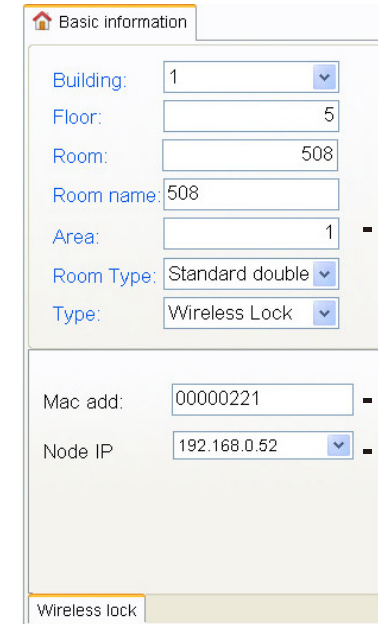 Basic information
Building: 1
Floor: 5
Room: 508
Room name: 508
Area: 1
Room Type: Standard double
Type: Wireless Lock
Mac add: 00000221
Node IP 192.168.0.52
Wireless lock